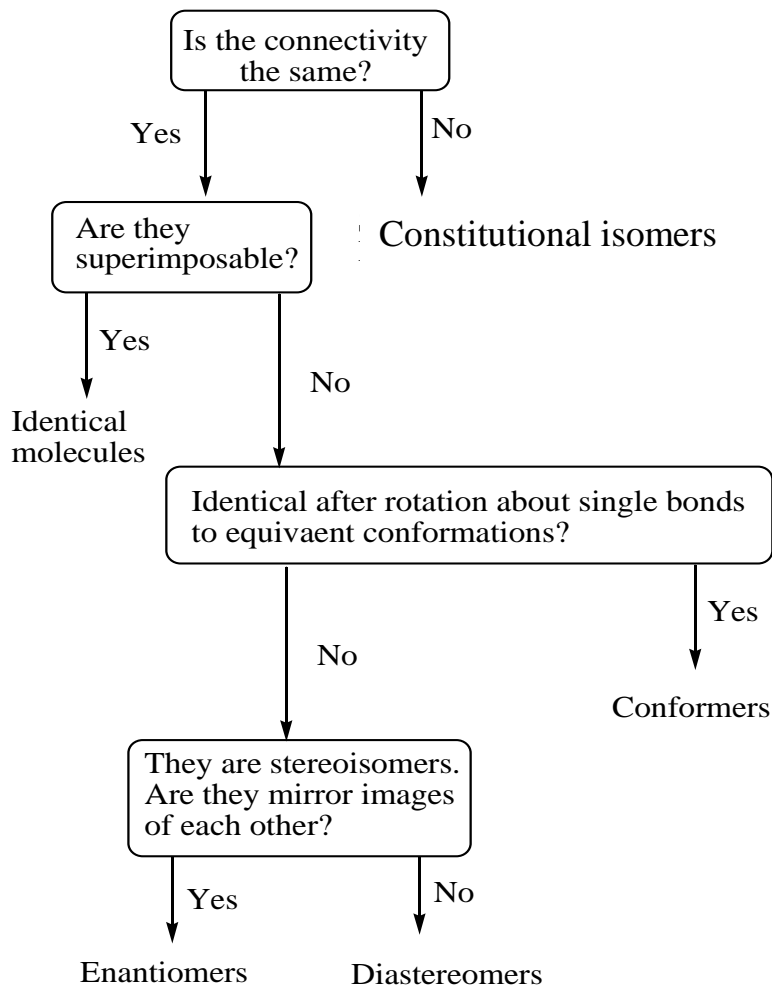 Is the connectivity
the same?
Yes
No
Are they
superimposable?
Constitutional isomers
Yes
No
Identical
molecules
Identical after rotation about single bonds
to equivaent conformations?
No
Yes
Conformers
They are stereoisomers.
Are they mirror images
of each other?
Yes
No
Enantiomers
Diastereomers